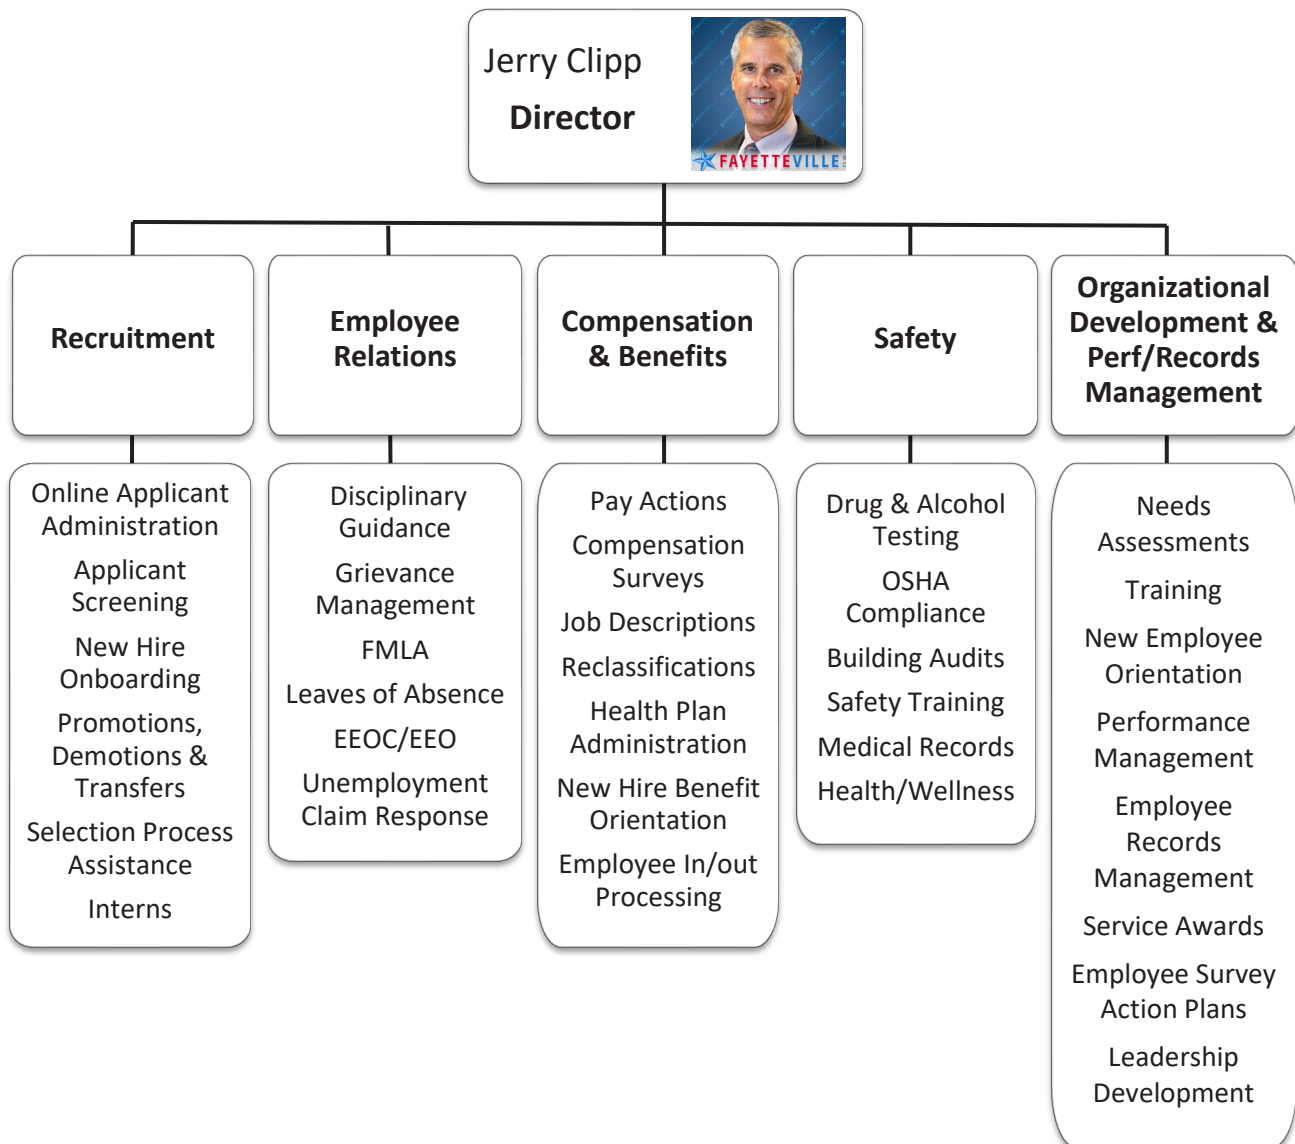 Jerry Clipp
Director
FAYETTEVILLE
Recruitment
Employee
Relations
Compensation
& Benefits
Safety
Organizational
Development &
Perf/Records
Management
Online Applicant
Administration
Applicant
Screening
New Hire
Onboarding
Promotions,
Demotions &
Transfers
Selection Process
Assistance
Interns
Disciplinary
Guidance
Grievance
Management
FMLA
Leaves of Absence
EEOC/EEO
Unemployment
Claim Response
Pay Actions
Compensation
Surveys
Job Descriptions
Reclassifications
Health Plan
Administration
New Hire Benefit
Orientation
Employee In/out
Processing
Drug & Alcohol
Testing
OSHA
Compliance
Building Audits
Safety Training
Medical Records
Health/Wellness
Needs
Assessments
Training
New Employee
Orientation
Performance
Management
Employee
Records
Management
Service Awards
Employee Survey
Action Plans
Leadership
Development